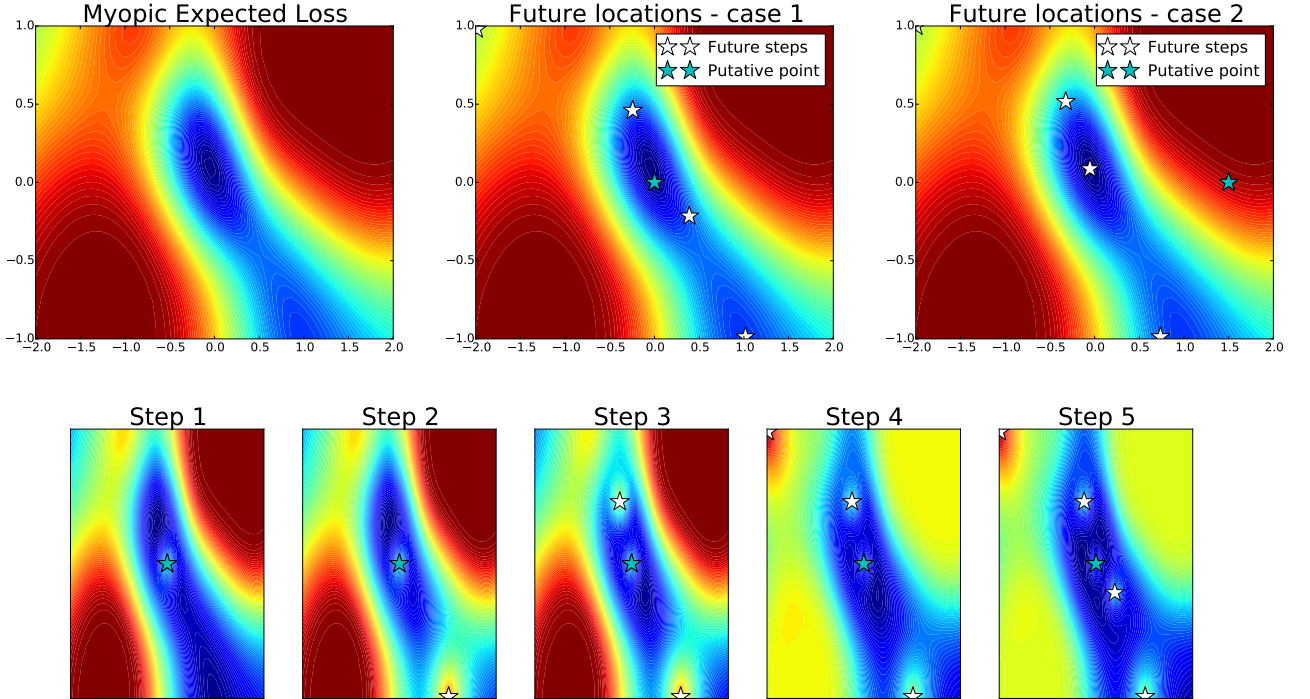 Myopic Expected Loss
Future locations - case 1
Future locations - case 2
1.0
0.5
0.0
−0.5
−1.0
−2.0 −1.5 −1.0 −0.5 0.0 0.5 1.0 1.5 2.0
1.0
0.5
0.0
−0.5
−1.0
−2.0 −1.5 −1.0 −0.5 0.0 0.5 1.0 1.5 2.0
Future steps
Putative point
1.0
0.5
0.0
−0.5
−1.0
−2.0 −1.5 −1.0 −0.5 0.0 0.5 1.0 1.5 2.0
Future steps
Putative point
Step 1
Step 2
Step 3
Step 4
Step 5